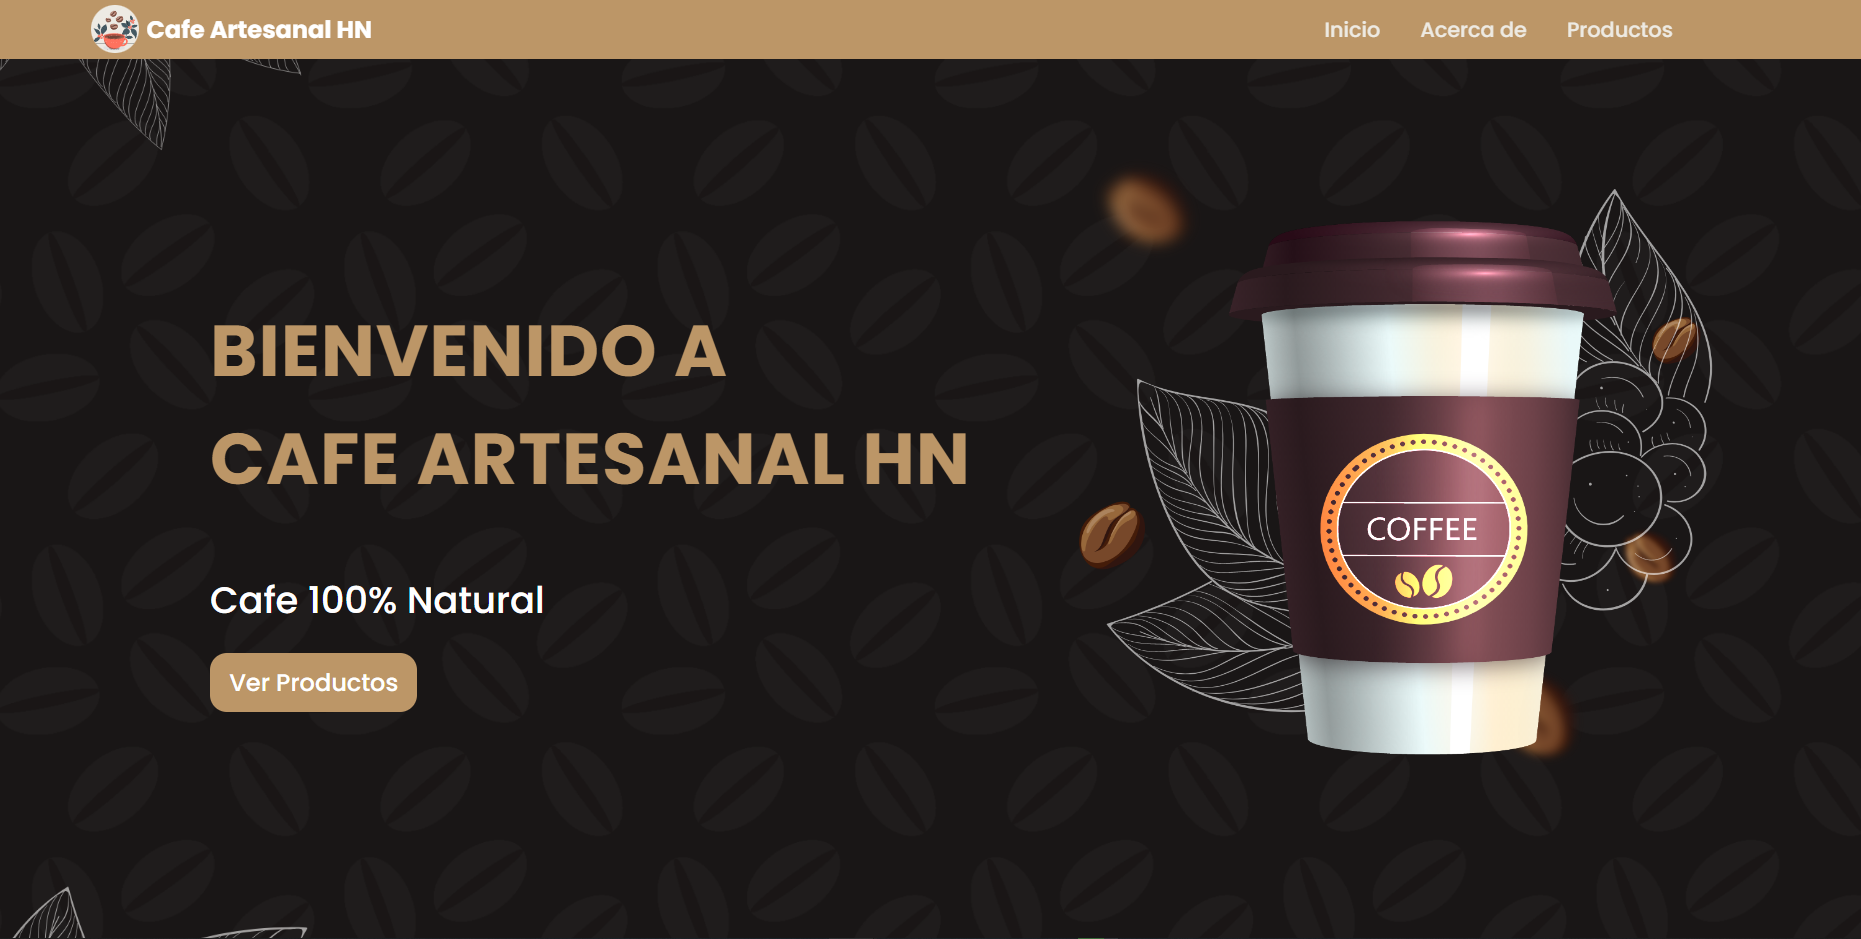 Cafe Artesanal HN
Inicio
Acerca de
Productos
BIENVENIDO A
CAFE ARTESANAL HN
Cafe 100% Natural
Ver Productos
COFFEE